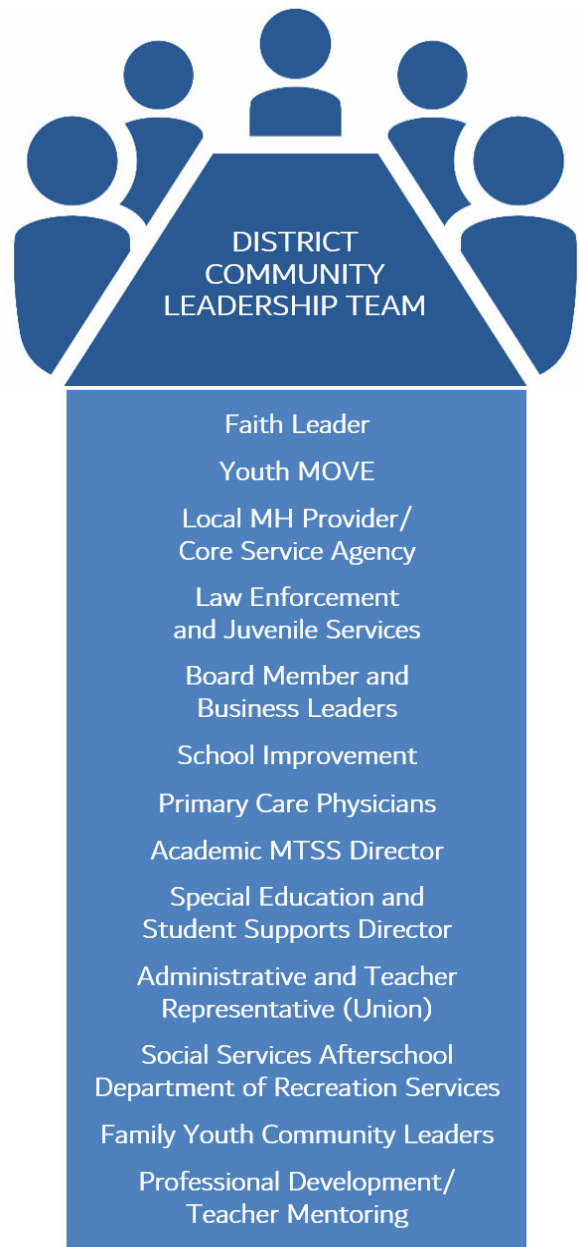 DISTRICT
COMMUNITY
LEADERSHIP TEAM
Faith Leader
Youth MOVE
Local MH Provider/
Core Service Agency
Law Enforcement
and Juvenile Services
Board Member and
Business Leaders
School Improvement
Primary Care Physicians
Academic MTSS Director
Special Education and
Student Supports Director
Administrative and Teacher
Representative (Union)
Social Services Afterschool
Department of Recreation Services
Family Youth Community Leaders
Professional Development/
Teacher Mentoring